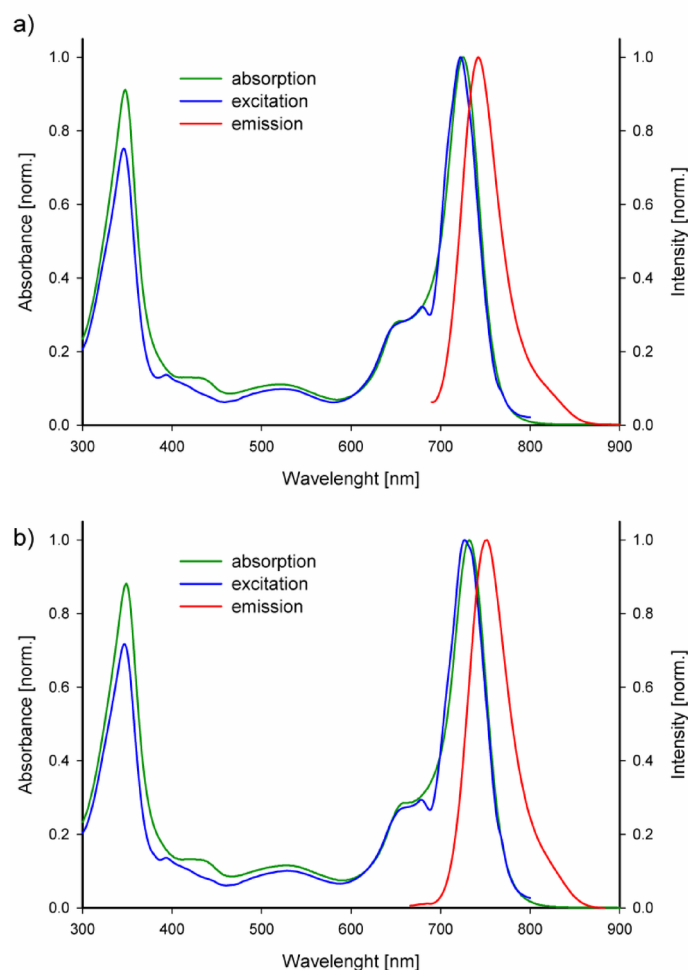 a)
1.0
0.8
0.6
0.4
0.2
0.0
Absorbance [norm.]
absorption
excitation
emission
1.0
0.8
0.6
0.4
0.2
0.0
Intensity [norm.]
300 400 500 600 700 800 900
Wavelenght [nm]
b)
1.0
0.8
0.6
0.4
0.2
0.0
Absorbance [norm.]
absorption
excitation
emission
1.0
0.8
0.6
0.4
0.2
0.0
Intensity [norm.]
300 400 500 600 700 800 900
Wavelenght [nm]